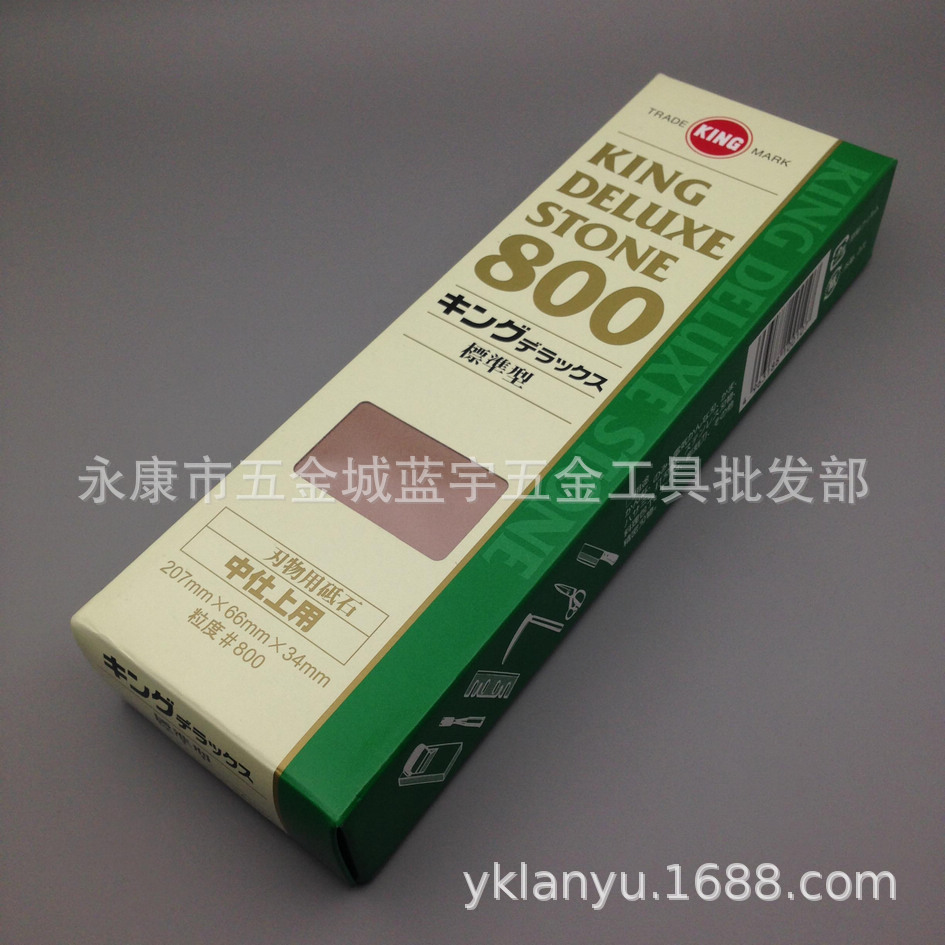 TRADE KING MARK
KING
DELUXE
STONE
800
キングデラックス
標準型
刃物用砥石
中仕上用
207mm×66mm×34mm
粒度#800
キングデラックス
標準型
KING DELUXE STONE
永康市五金城蓝宇五金工具批发部
yklanyu.1688.com